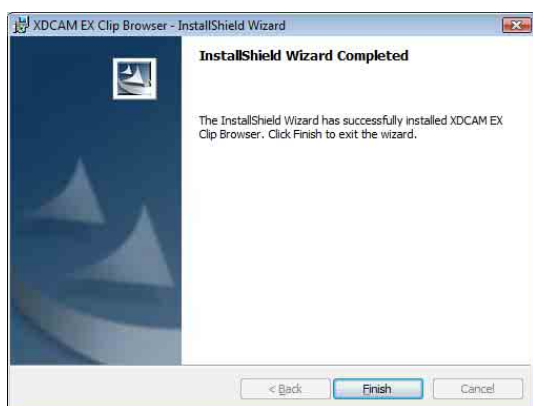 XDCAM EX Clip Browser - InstallShield Wizard
InstallShield Wizard Completed
The InstallShield Wizard has successfully installed XDCAM EX
Clip Browser. Click Finish to exit the wizard.
< Back
Finish
Cancel